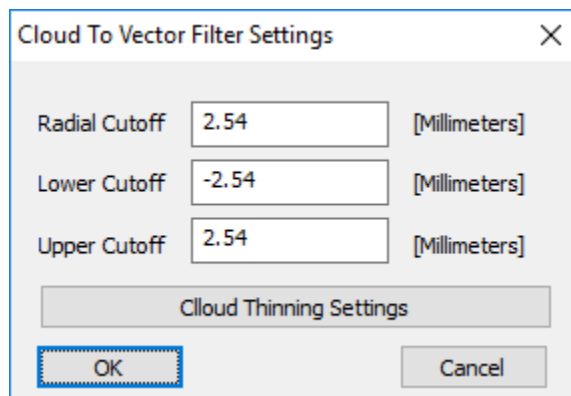 Cloud To Vector Filter Settings
Radial Cutoff 2.54 [Millimeters]
Lower Cutoff -2.54 [Millimeters]
Upper Cutoff 2.54 [Millimeters]
Clloud Thinning Settings
OK Cancel